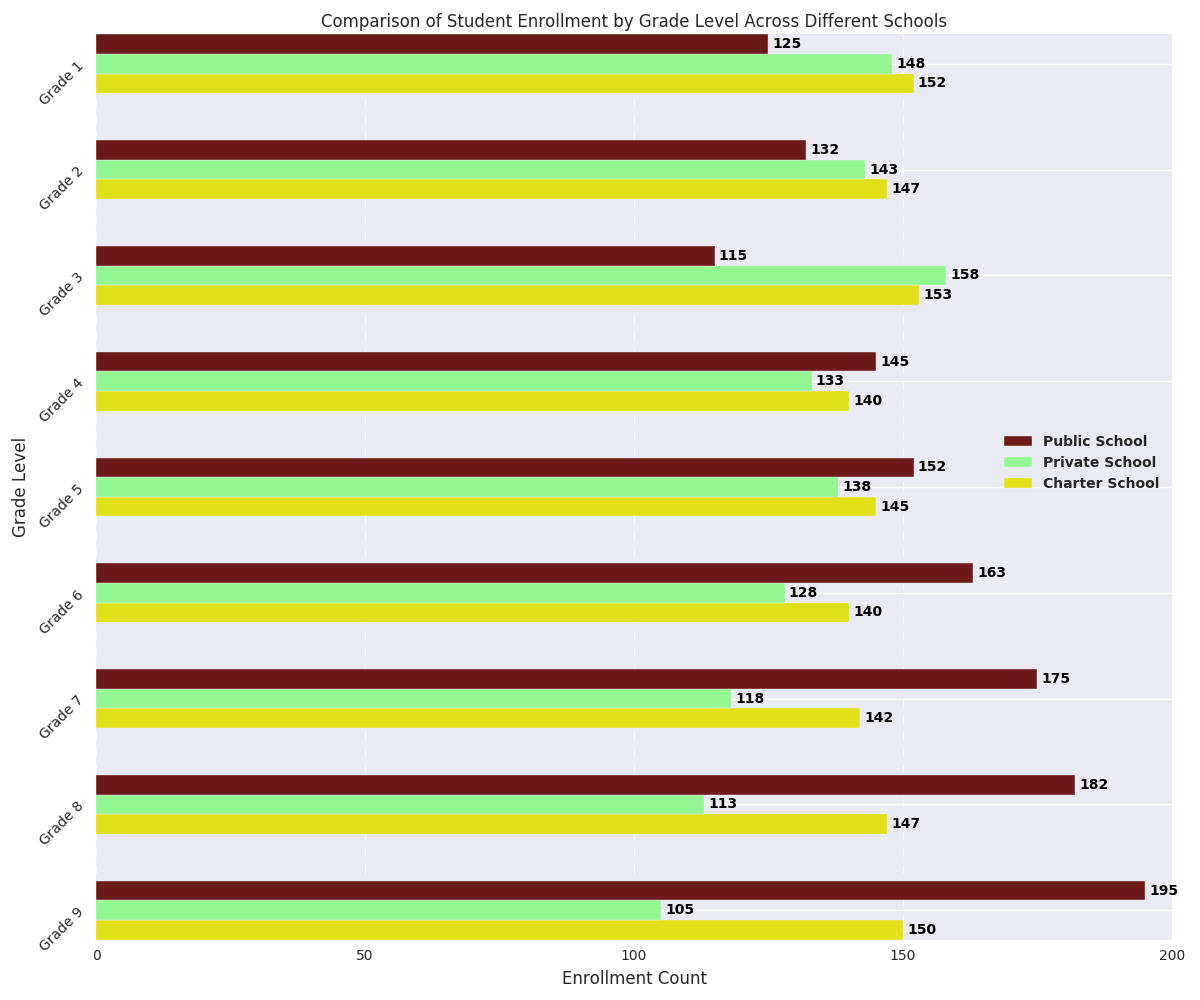 Comparison of Student Enrollment by Grade Level Across Different Schools
Grade Level
Grade 1
125
148
152
Grade 2
132
143
147
Grade 3
115
158
153
Grade 4
145
133
140
Grade 5
152
138
145
Grade 6
163
128
140
Grade 7
175
118
142
Grade 8
182
113
147
Grade 9
195
105
150
Public School
Private School
Charter School
0 50 100 150 200
Enrollment Count